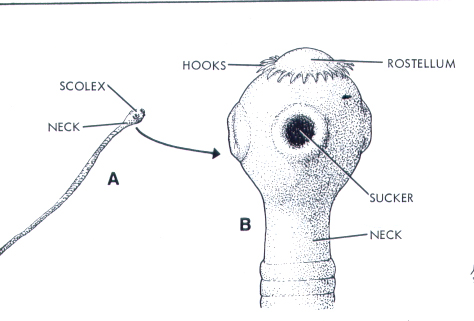 HOOKS
ROSTELLUM
SCOLEX
NECK
A
SUCKER
B
NECK